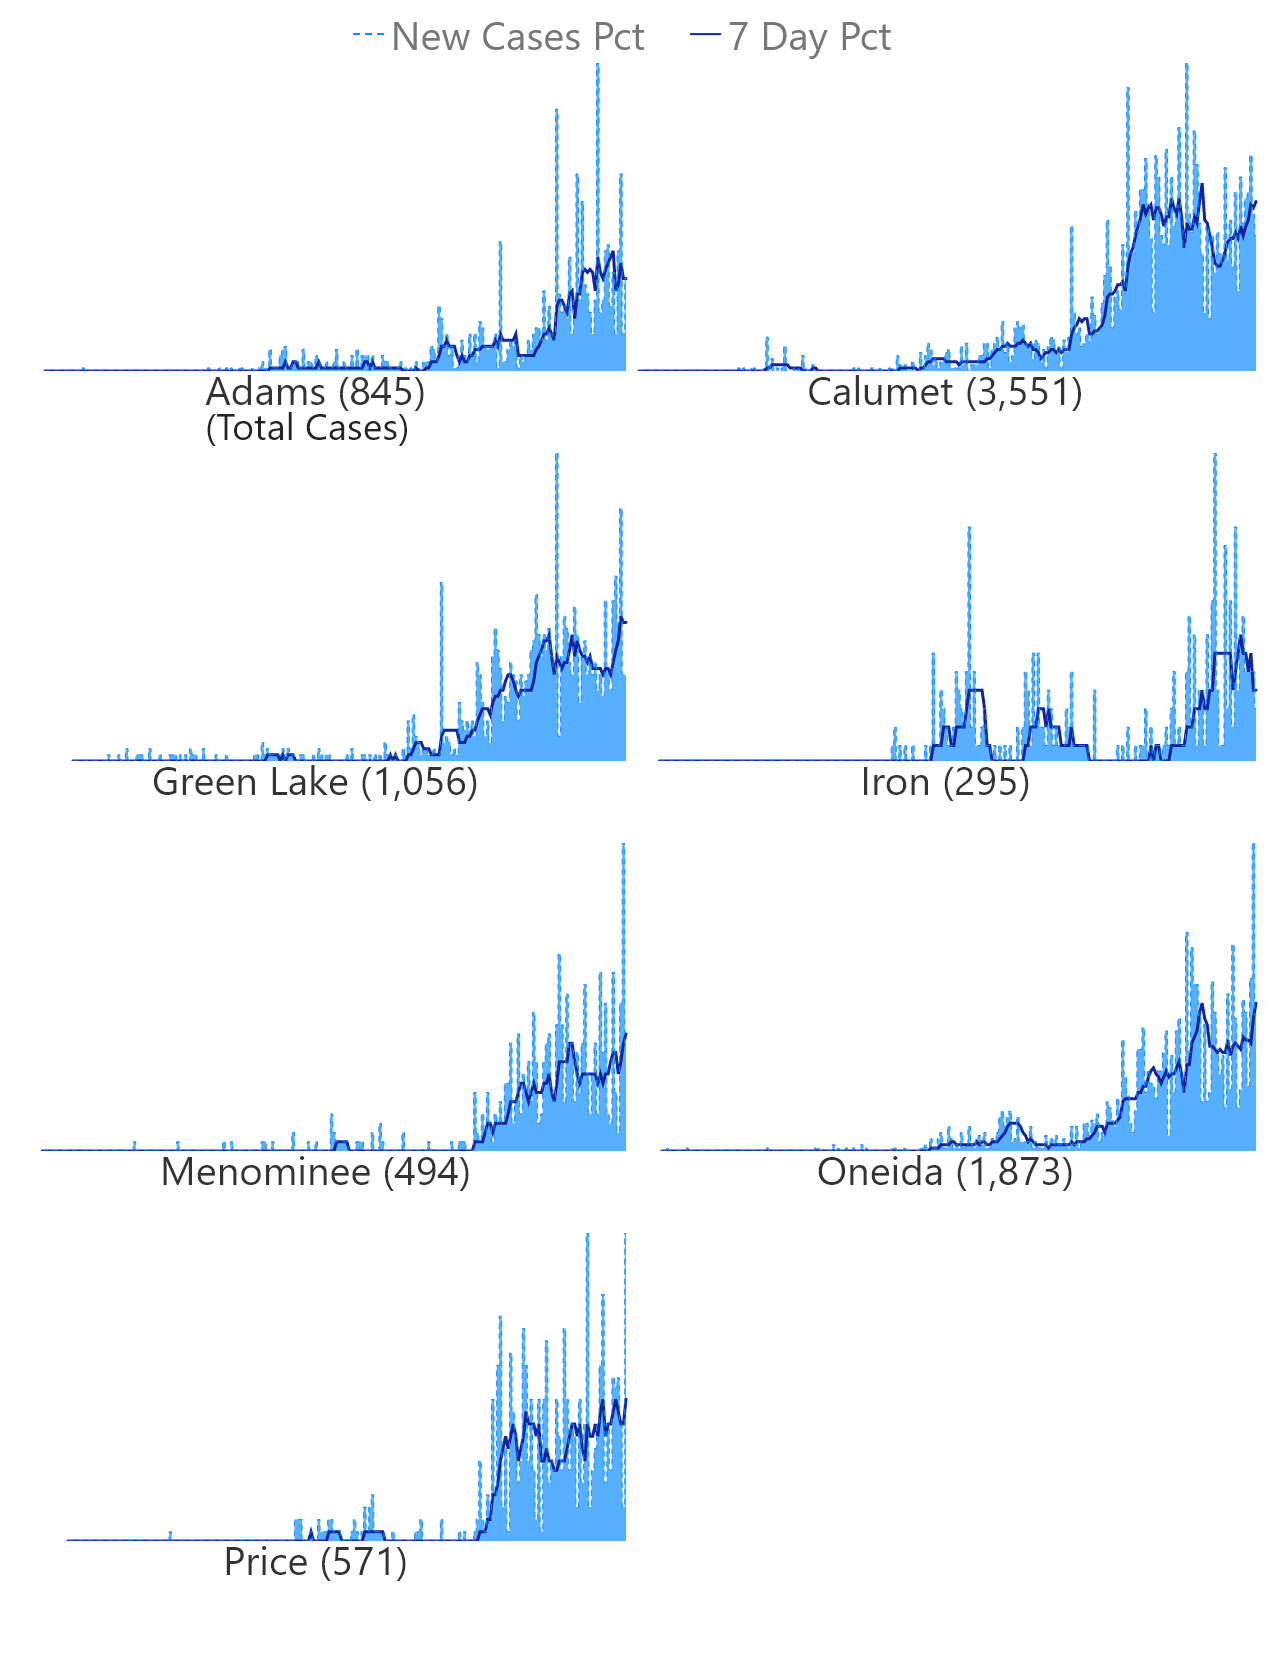 New Cases Pct 7 Day Pct
Adams (845) Calumet (3,551)
(Total Cases)
Green Lake (1,056) Iron (295)
Menominee (494) Oneida (1,873)
Price (571)